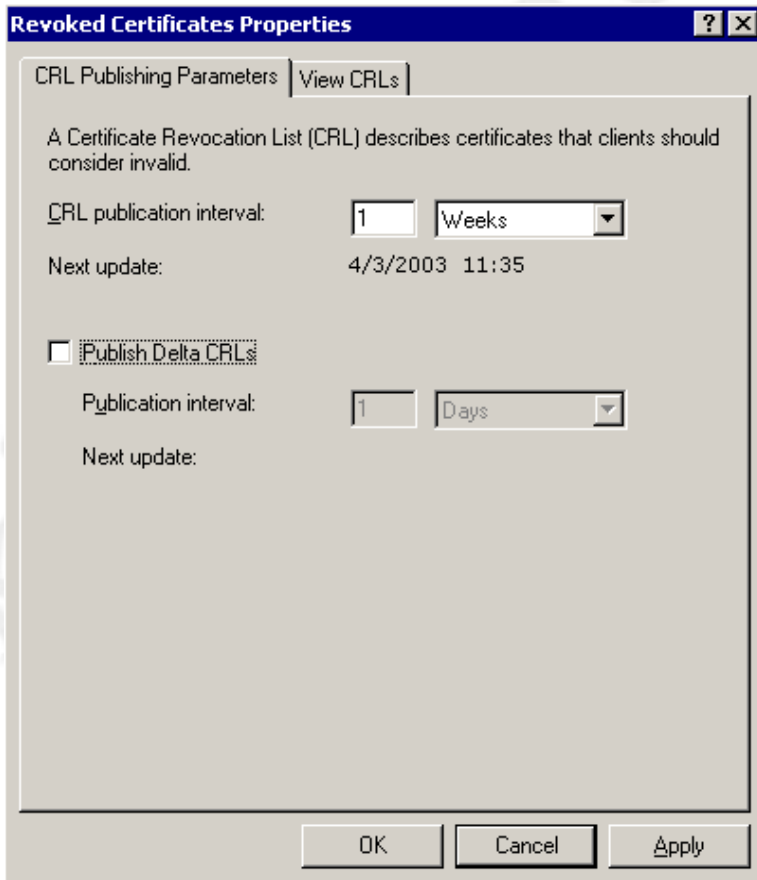 Revoked Certificates Properties
CRL Publishing Parameters View CRLs
A Certificate Revocation List (CRL) describes certificates that clients should
consider invalid.
CRL publication interval: 1 Weeks
Next update: 4/3/2003 11:35
Publish Delta CRLs
Publication interval: 1 Days
Next update:
OK Cancel Apply